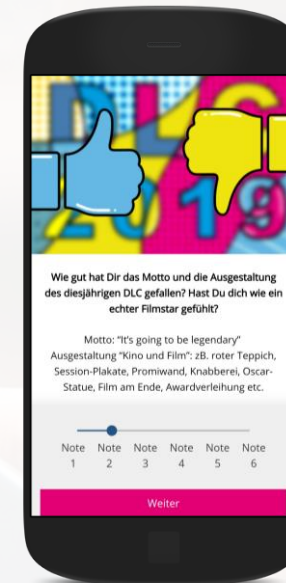 DLC
2019
Wie gut hat Dir das Motto und die Ausgestaltung
des diesjährigen DLC gefallen? Hast Du dich wie ein
echter Filmstar gefühlt?
Motto: "It's going to be legendary"
Ausgestaltung "Kino und Film": zB. roter Teppich,
Session-Plakate, Promiwand, Knabberei, Oscar-
Statue, Film am Ende, Awardverleihung etc.
Note Note Note Note Note Note
1 2 3 4 5 6
Weiter